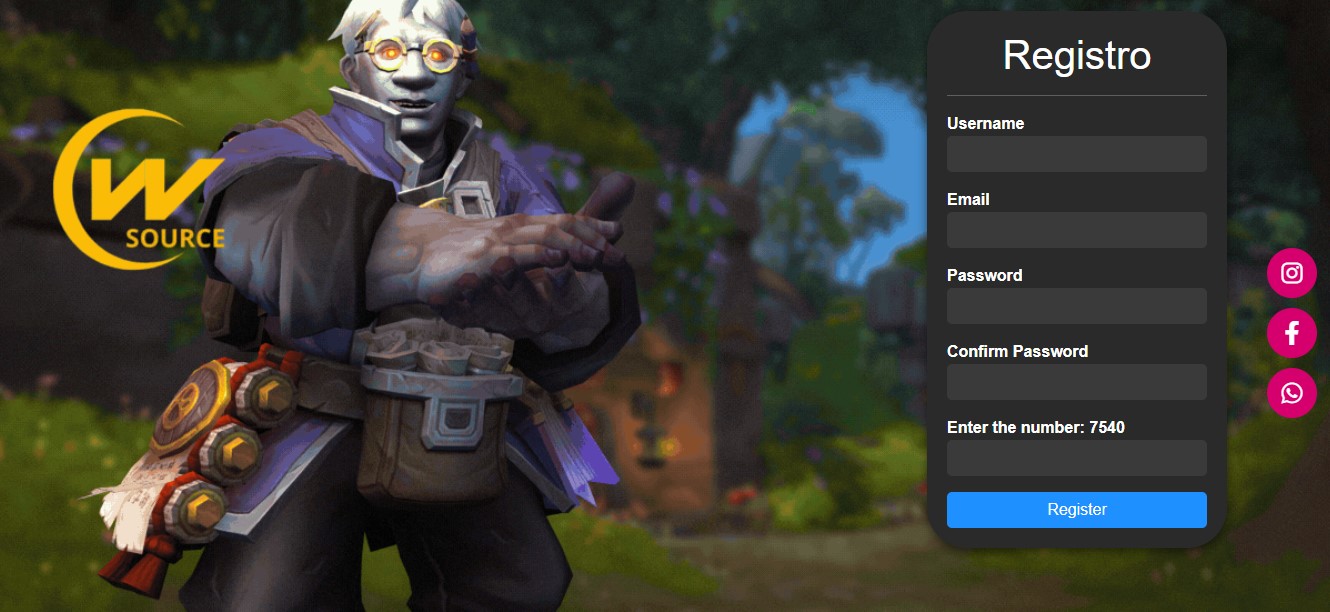 W
SOURCE
Registro
Username
Email
Password
Confirm Password
Enter the number: 7540
Register